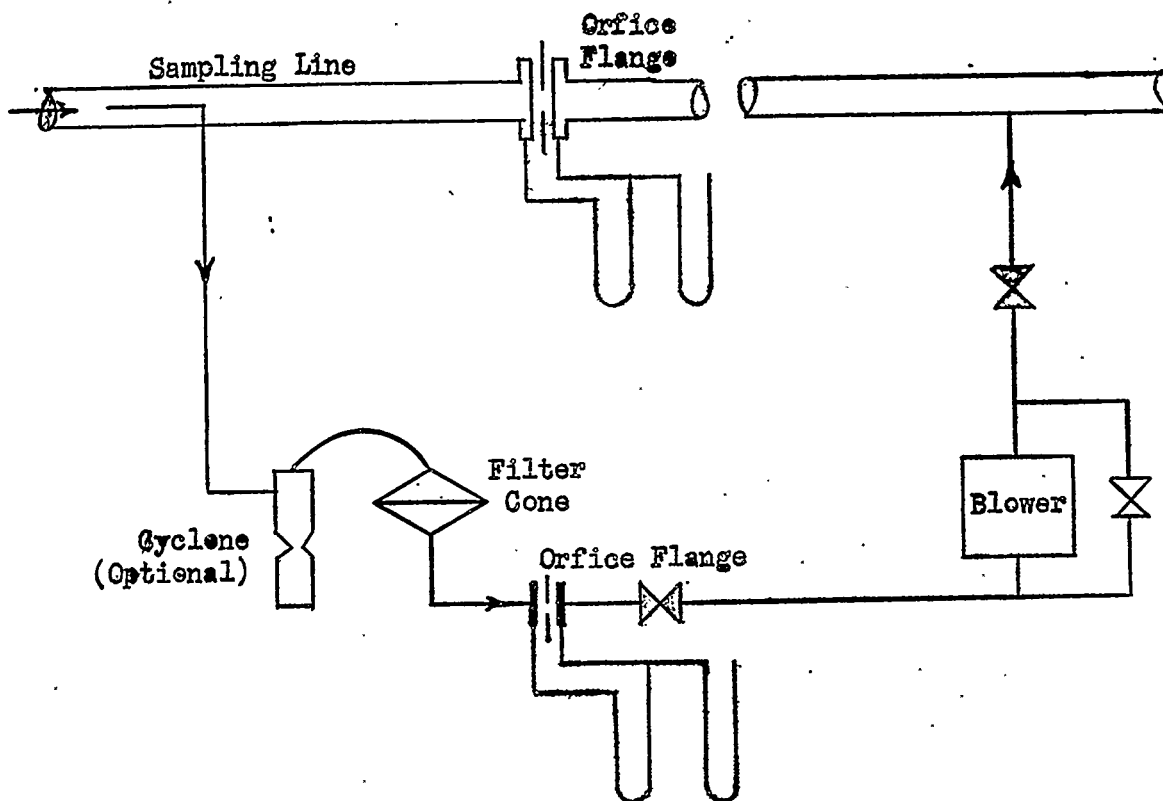 Orfice
Flange
Sampling Line
Filter
Cone
Blower
Cyclone
(Optional)
Orfice Flange